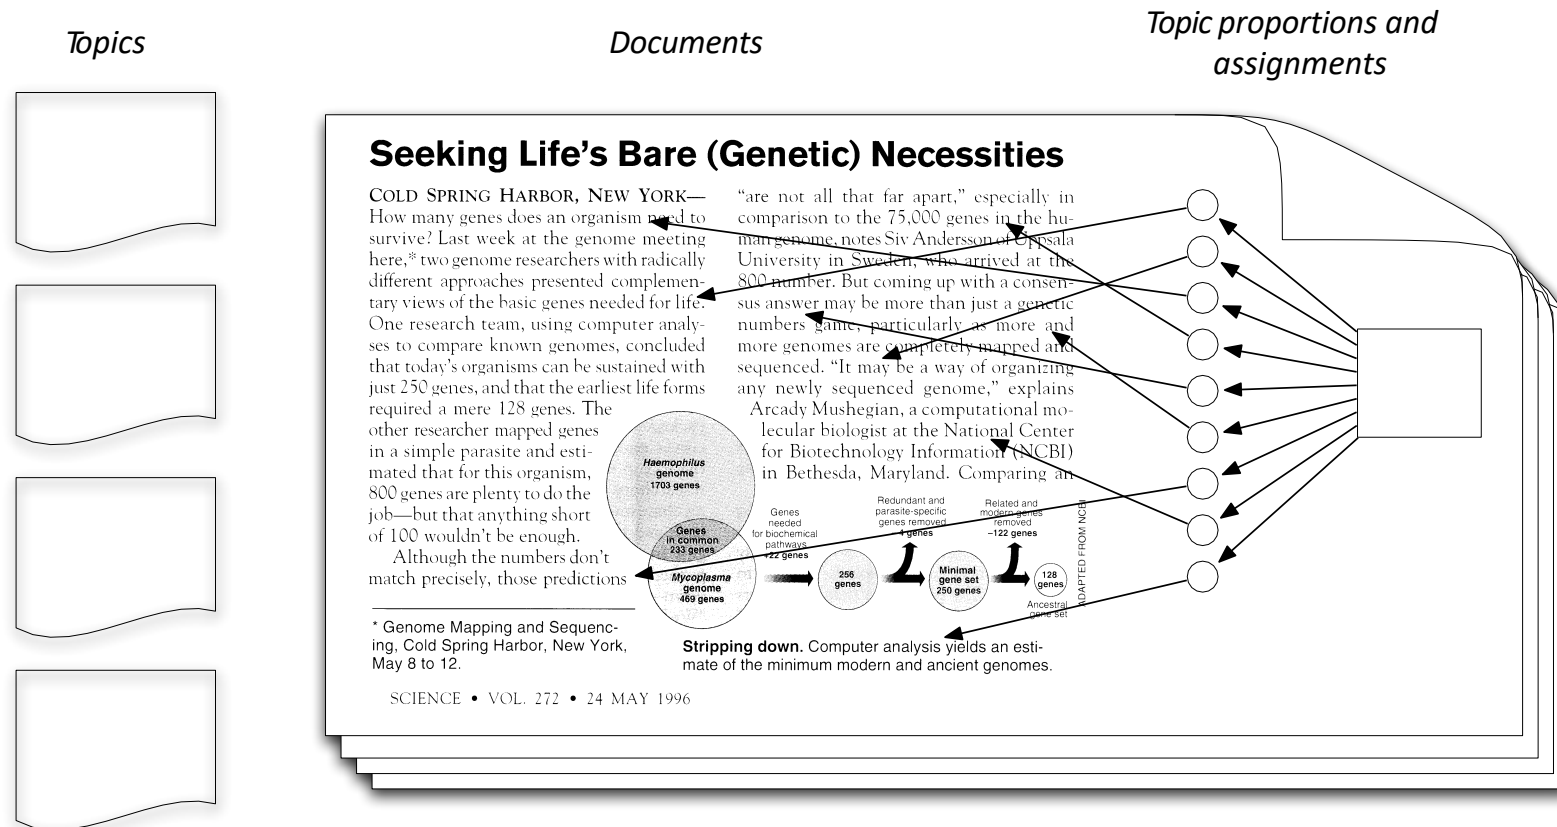 Topics
Documents
Topic proportions and
assignments
Seeking Life's Bare (Genetic) Necessities
COLD SPRING HARBOR, NEW YORK—
How many genes does an organism need to
survive? Last week at the genome meeting
here,* two genome researchers with radically
different approaches presented complemen-
tary views of the basic genes needed for life.
One research team, using computer analy-
ses to compare known genomes, concluded
that today's organisms can be sustained with
just 250 genes, and that the earliest life forms
required a mere 128 genes. The
other researcher mapped genes
in a simple parasite and esti-
mated that for this organism,
800 genes are plenty to do the
job—but that anything short
of 100 wouldn't be enough.
Although the numbers don't
match precisely, those predictions
* Genome Mapping and Sequenc-
ing, Cold Spring Harbor, New York,
May 8 to 12.
"are not all that far apart," especially in
comparison to the 75,000 genes in the hu-
man genome, notes Siv Andersson of Uppsala
University in Sweden, who arrived at the
800 number. But coming up with a consen-
sus answer may be more than just a genetic
numbers game, particularly as more and
more genomes are completely mapped and
sequenced. "It may be a way of organizing
any newly sequenced genome," explains
Arcady Mushegian, a computational mo-
lecular biologist at the National Center
for Biotechnology Information (NCBI)
in Bethesda, Maryland. Comparing an
Haemophilus
genome
1703 genes
Genes
in common
233 genes
Mycoplasma
genome
469 genes
Genes
needed
for biochemical
pathways
+22 genes
256
genes
Redundant and
parasite-specific
genes removed
–4 genes
Minimal
gene set
250 genes
Related and
modern genes
removed
–122 genes
128
genes
Ancestral
gene set
ADAPTED FROM NCBI
Stripping down. Computer analysis yields an esti-
mate of the minimum modern and ancient genomes.
SCIENCE • VOL. 272 • 24 MAY 1996